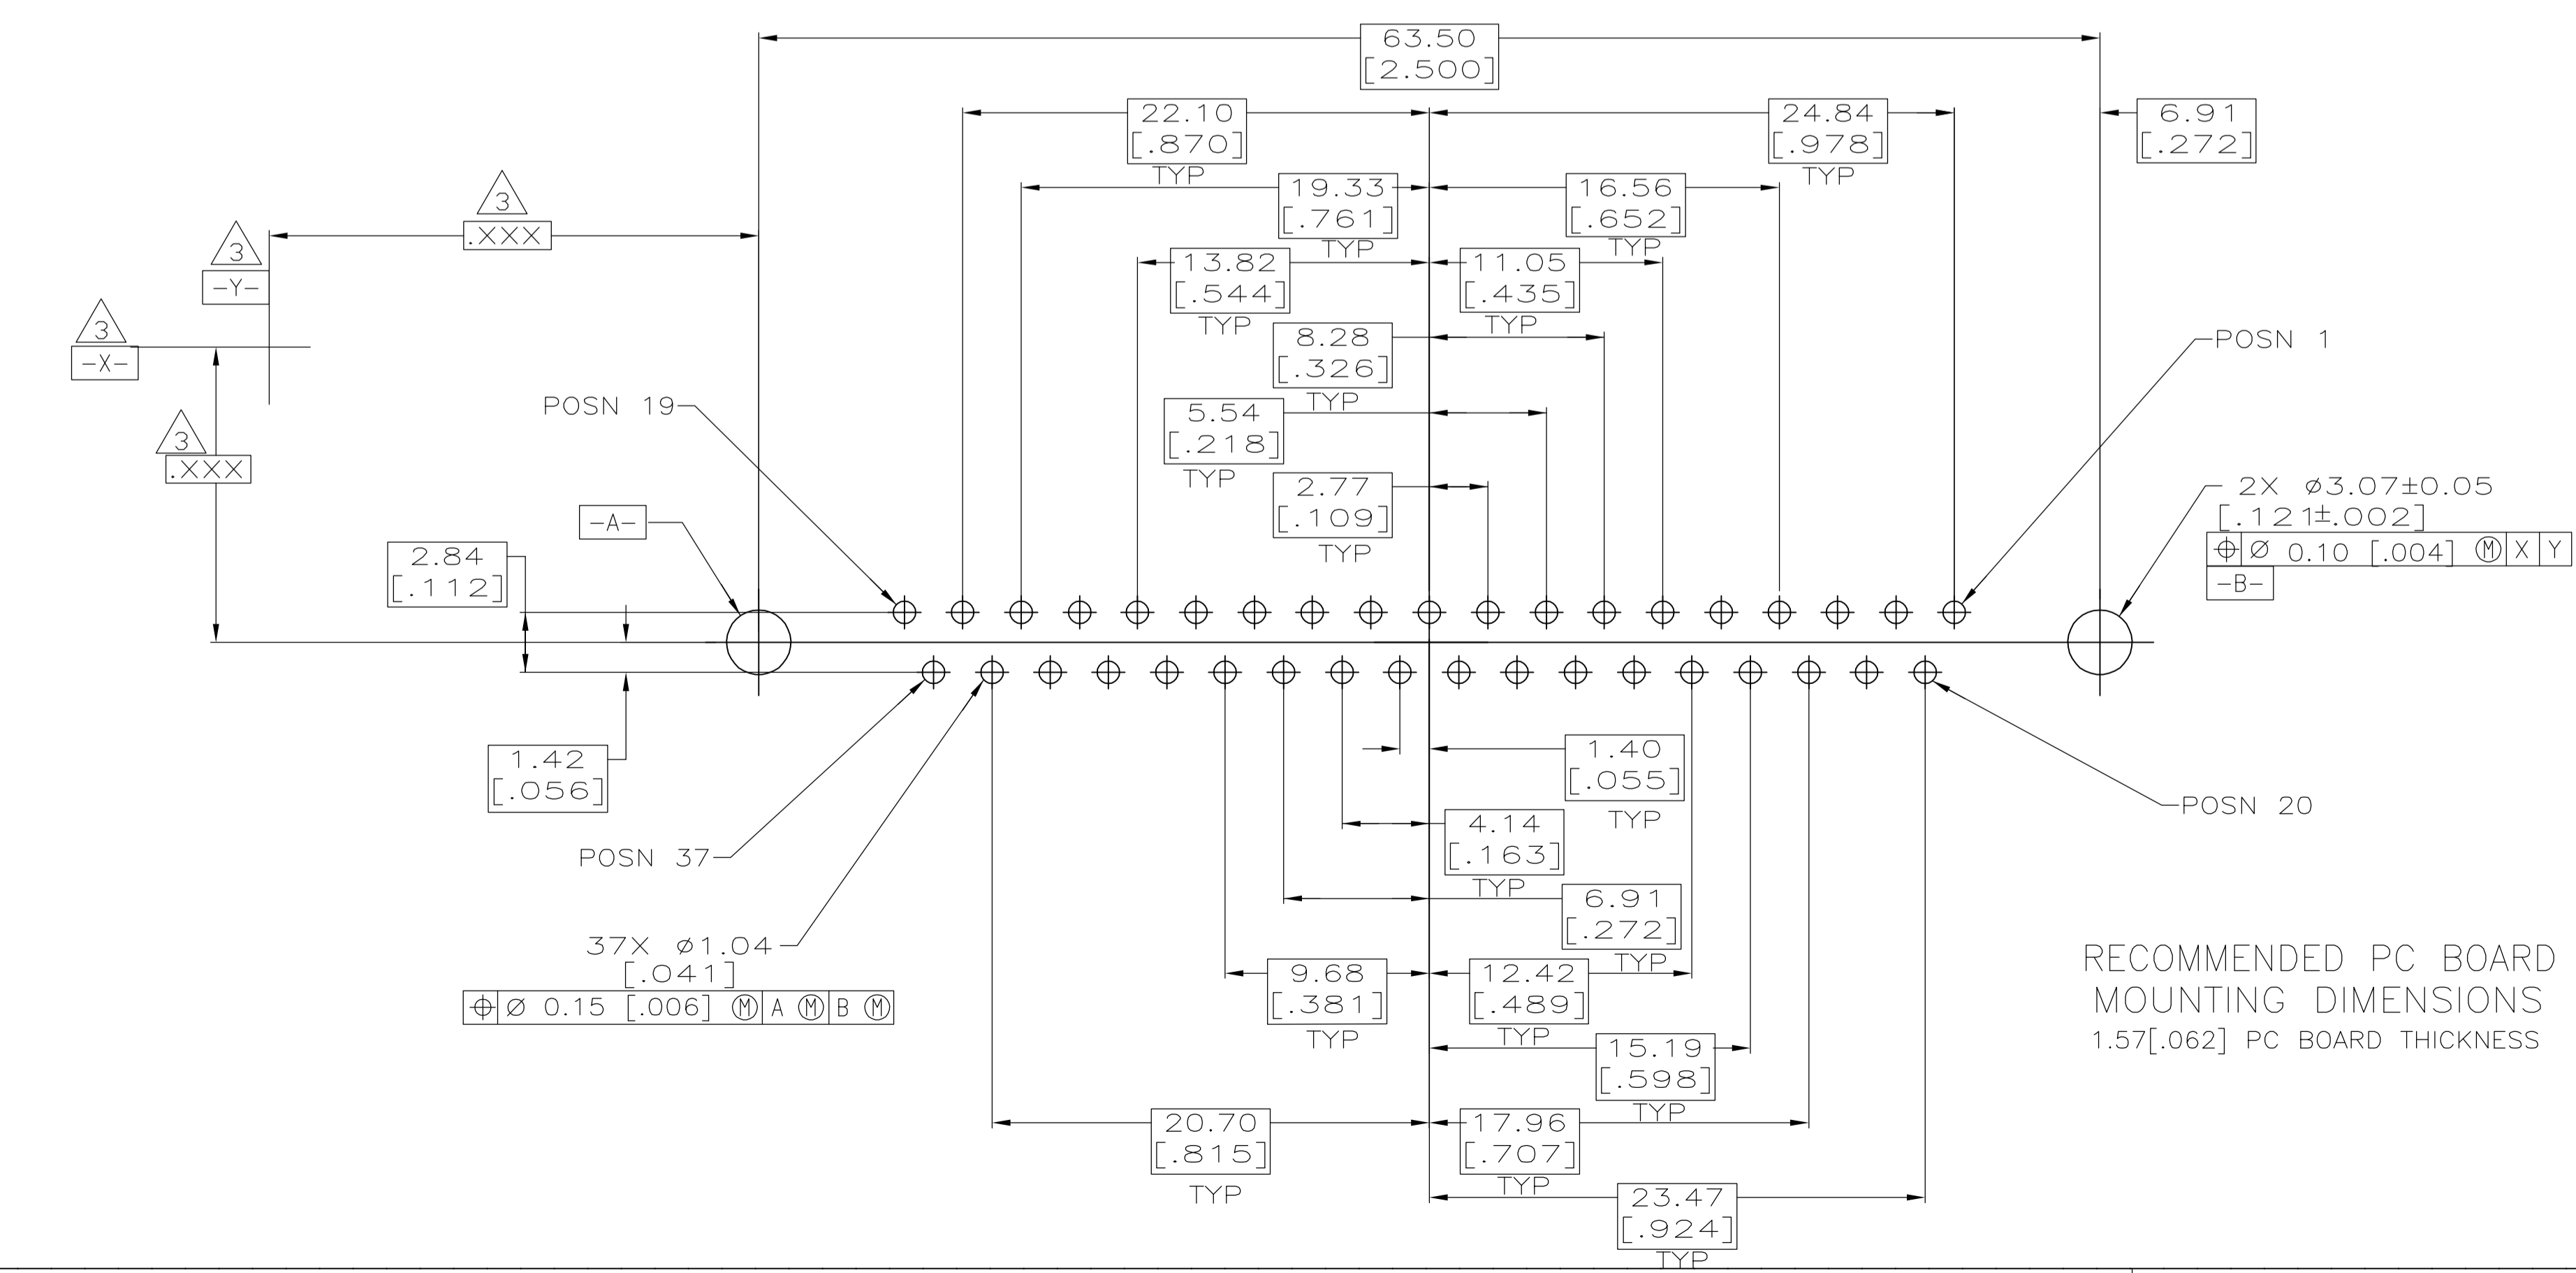 63.50
[2.500]
22.10
[.870]
TYP
24.84
[.978]
TYP
6.91
[.272]
19.33
[.761]
TYP
16.56
[.652]
TYP
3
.XXX
3
-Y-
13.82
[.544]
TYP
11.05
[.435]
TYP
3
-X-
8.28
[.326]
TYP
POSN 1
POSN 19
5.54
[.218]
TYP
3
.XXX
2.77
[.109]
TYP
2X ⌀3.07±0.05
[.121±.002]
⌖ ⌀ 0.10 [.004] Ⓜ X Y
-B-
-A-
2.84
[.112]
1.42
[.056]
1.40
[.055]
TYP
POSN 20
4.14
[.163]
TYP
POSN 37
6.91
[.272]
TYP
37X ⌀1.04
[.041]
⌖ ⌀ 0.15 [.006] Ⓜ A Ⓜ B Ⓜ
9.68
[.381]
TYP
12.42
[.489]
TYP
RECOMMENDED PC BOARD
MOUNTING DIMENSIONS
1.57[.062] PC BOARD THICKNESS
15.19
[.598]
TYP
20.70
[.815]
TYP
17.96
[.707]
TYP
23.47
[.924]
TYP